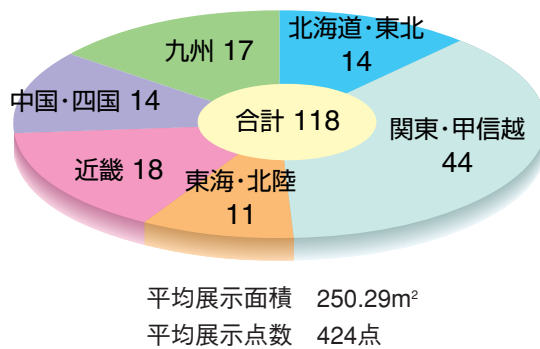 北海道・東北
14
九州 17
中国・四国 14
合計 118
関東・甲信越
44
近畿 18
東海・北陸
11
平均展示面積 250.29m²
平均展示点数 424点